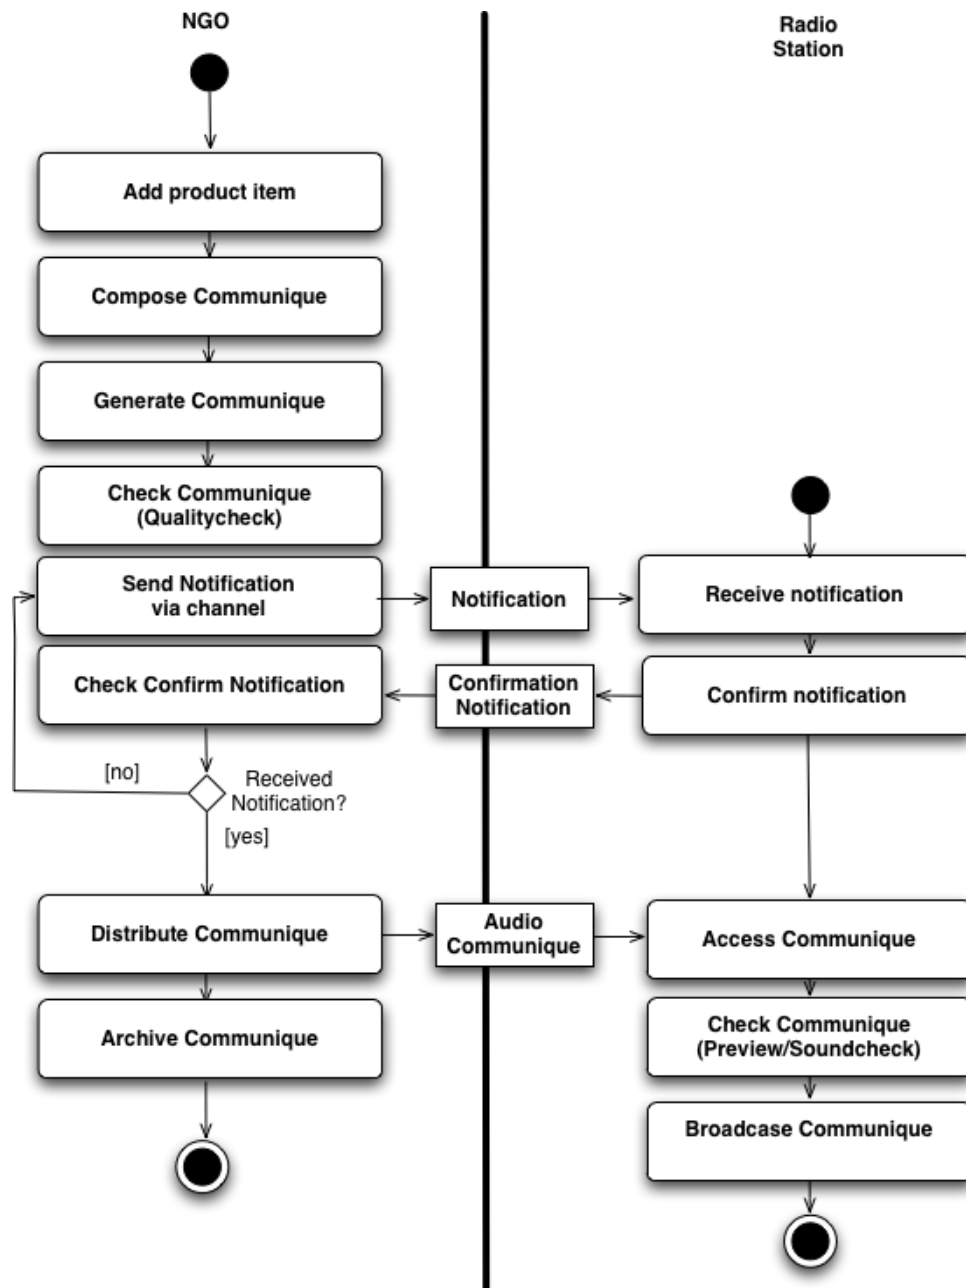 NGO
Radio
Station
Add product item
Compose Communique
Generate Communique
Check Communique
(Qualitycheck)
Send Notification
via channel
Notification
Receive notification
Check Confirm Notification
Confirmation
Notification
Confirm notification
[no]
Received
Notification?
[yes]
Distribute Communique
Audio
Communique
Access Communique
Archive Communique
Check Communique
(Preview/Soundcheck)
Broadcase Communique